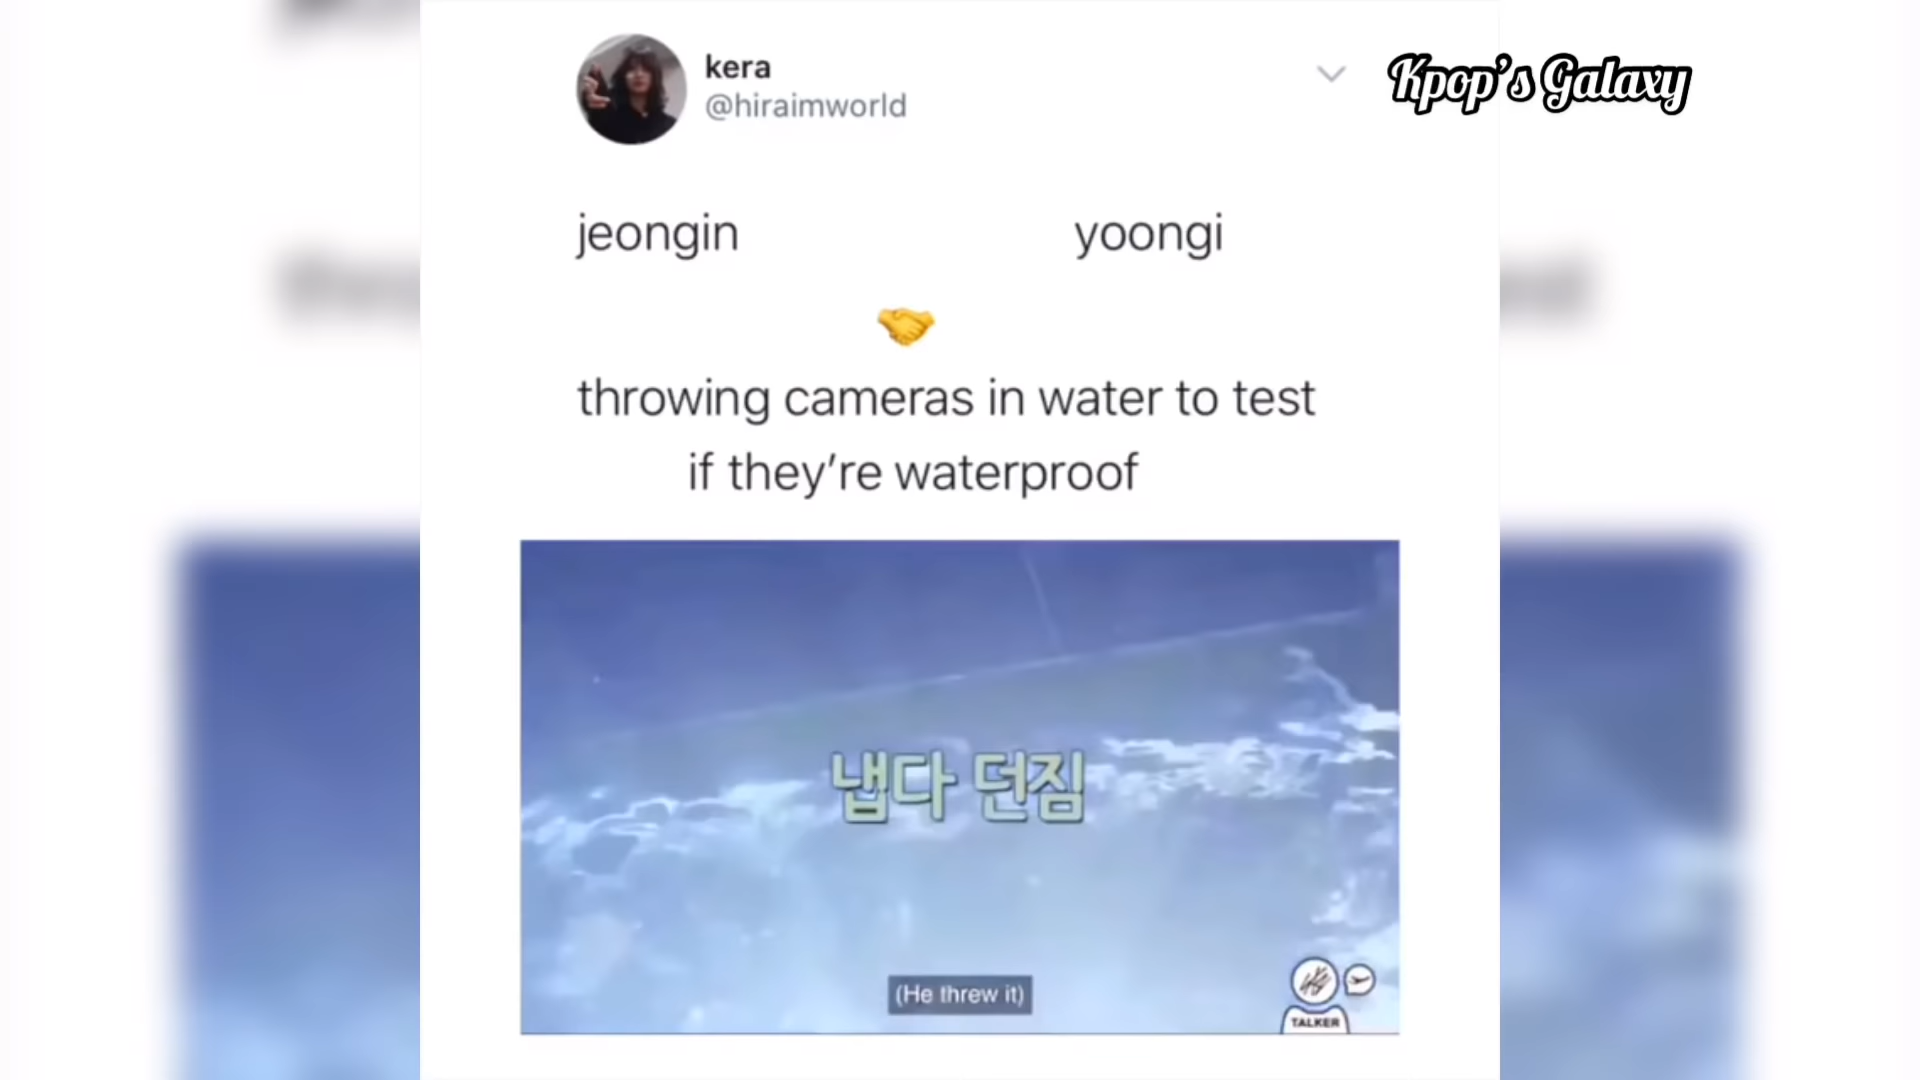 kera
@hiraimworld
Kpop's Galaxy
jeongin yoongi
🤝
throwing cameras in water to test
if they're waterproof
냅다 던짐
(He threw it)
TALKER